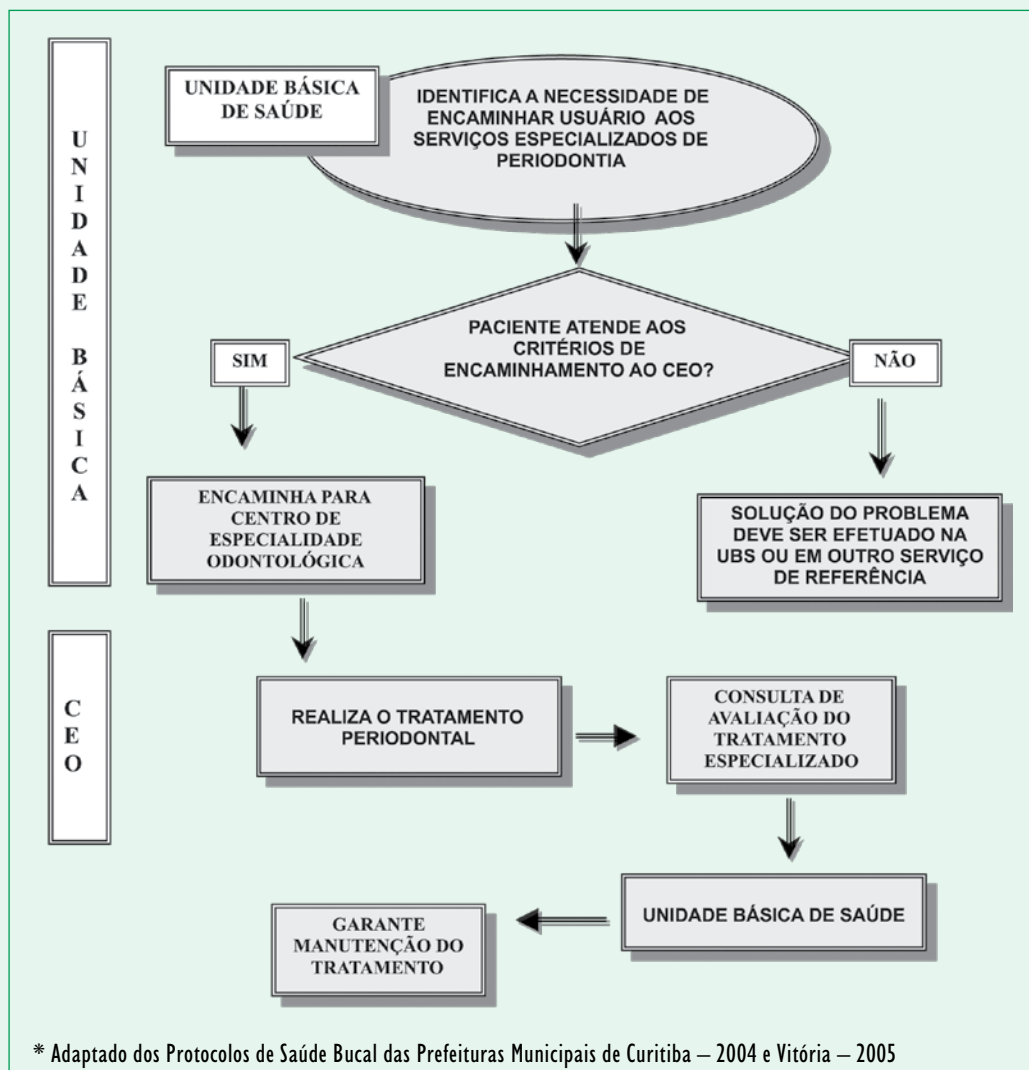 UNIDADE BÁSICA
UNIDADE BÁSICA
DE SAÚDE
IDENTIFICA A NECESSIDADE DE
ENCAMINHAR USUÁRIO AOS
SERVIÇOS ESPECIALIZADOS DE
PERIODONTIA
PACIENTE ATENDE AOS
CRITÉRIOS DE
ENCAMINHAMENTO AO CEO?
SIM
NÃO
ENCAMINHA PARA
CENTRO DE
ESPECIALIDADE
ODONTOLÓGICA
SOLUÇÃO DO PROBLEMA
DEVE SER EFETUADO NA
UBS OU EM OUTRO SERVIÇO
DE REFERÊNCIA
CEO
REALIZA O TRATAMENTO
PERIODONTAL
CONSULTA DE
AVALIAÇÃO DO
TRATAMENTO
ESPECIALIZADO
UNIDADE BÁSICA DE SAÚDE
GARANTE
MANUTENÇÃO DO
TRATAMENTO
* Adaptado dos Protocolos de Saúde Bucal das Prefeituras Municipais de Curitiba – 2004 e Vitória – 2005